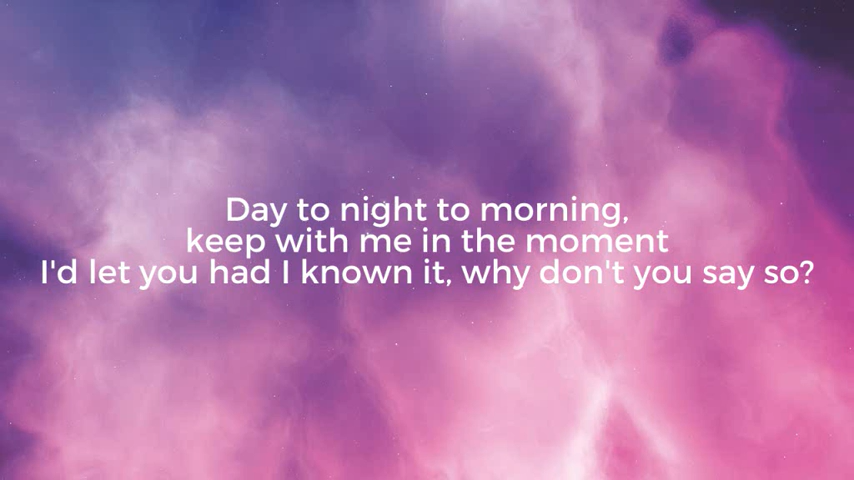 Day to night to morning,
keep with me in the moment
I'd let you had I known it, why don't you say so?